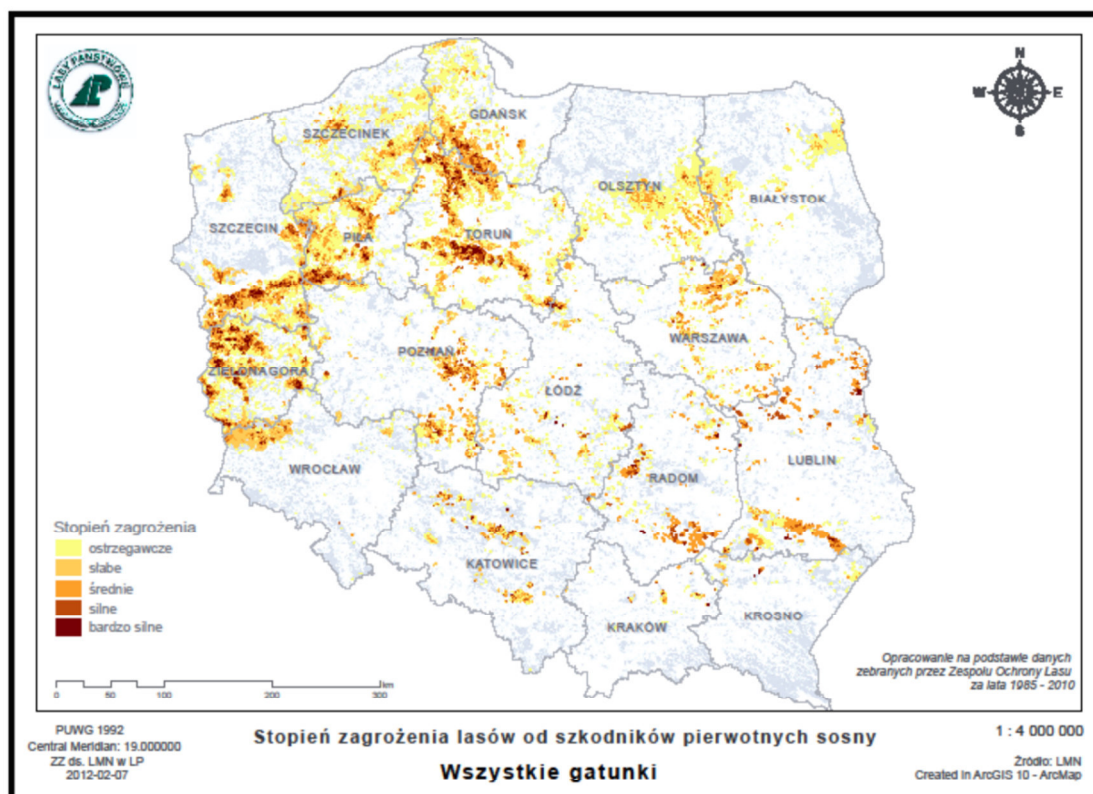 LASY PAŃSTWOWE
N
W E
S
GDAŃSK
SZCZECINEK
OLSZTYN
BIAŁYSTOK
SZCZECIN
PIŁA
TORUŃ
WARSZAWA
POZNAŃ
ZIELONA GÓRA
ŁÓDŹ
WROCŁAW
LUBLIN
RADOM
KATOWICE
KRAKÓW
KROSNO
Stopień zagrożenia
ostrzegawcze
słabe
średnie
silne
bardzo silne
km
0 50 100 200 300
Opracowanie na podstawie danych
zebranych przez Zespołu Ochrony Lasu
za lata 1985 - 2010
PUWG 1992
Central Meridian: 19.000000
ZZ ds. LMN w LP
2012-02-07
Stopień zagrożenia lasów od szkodników pierwotnych sosny
Wszystkie gatunki
1 : 4 000 000
Źródło: LMN
Created in ArcGIS 10 - ArcMap